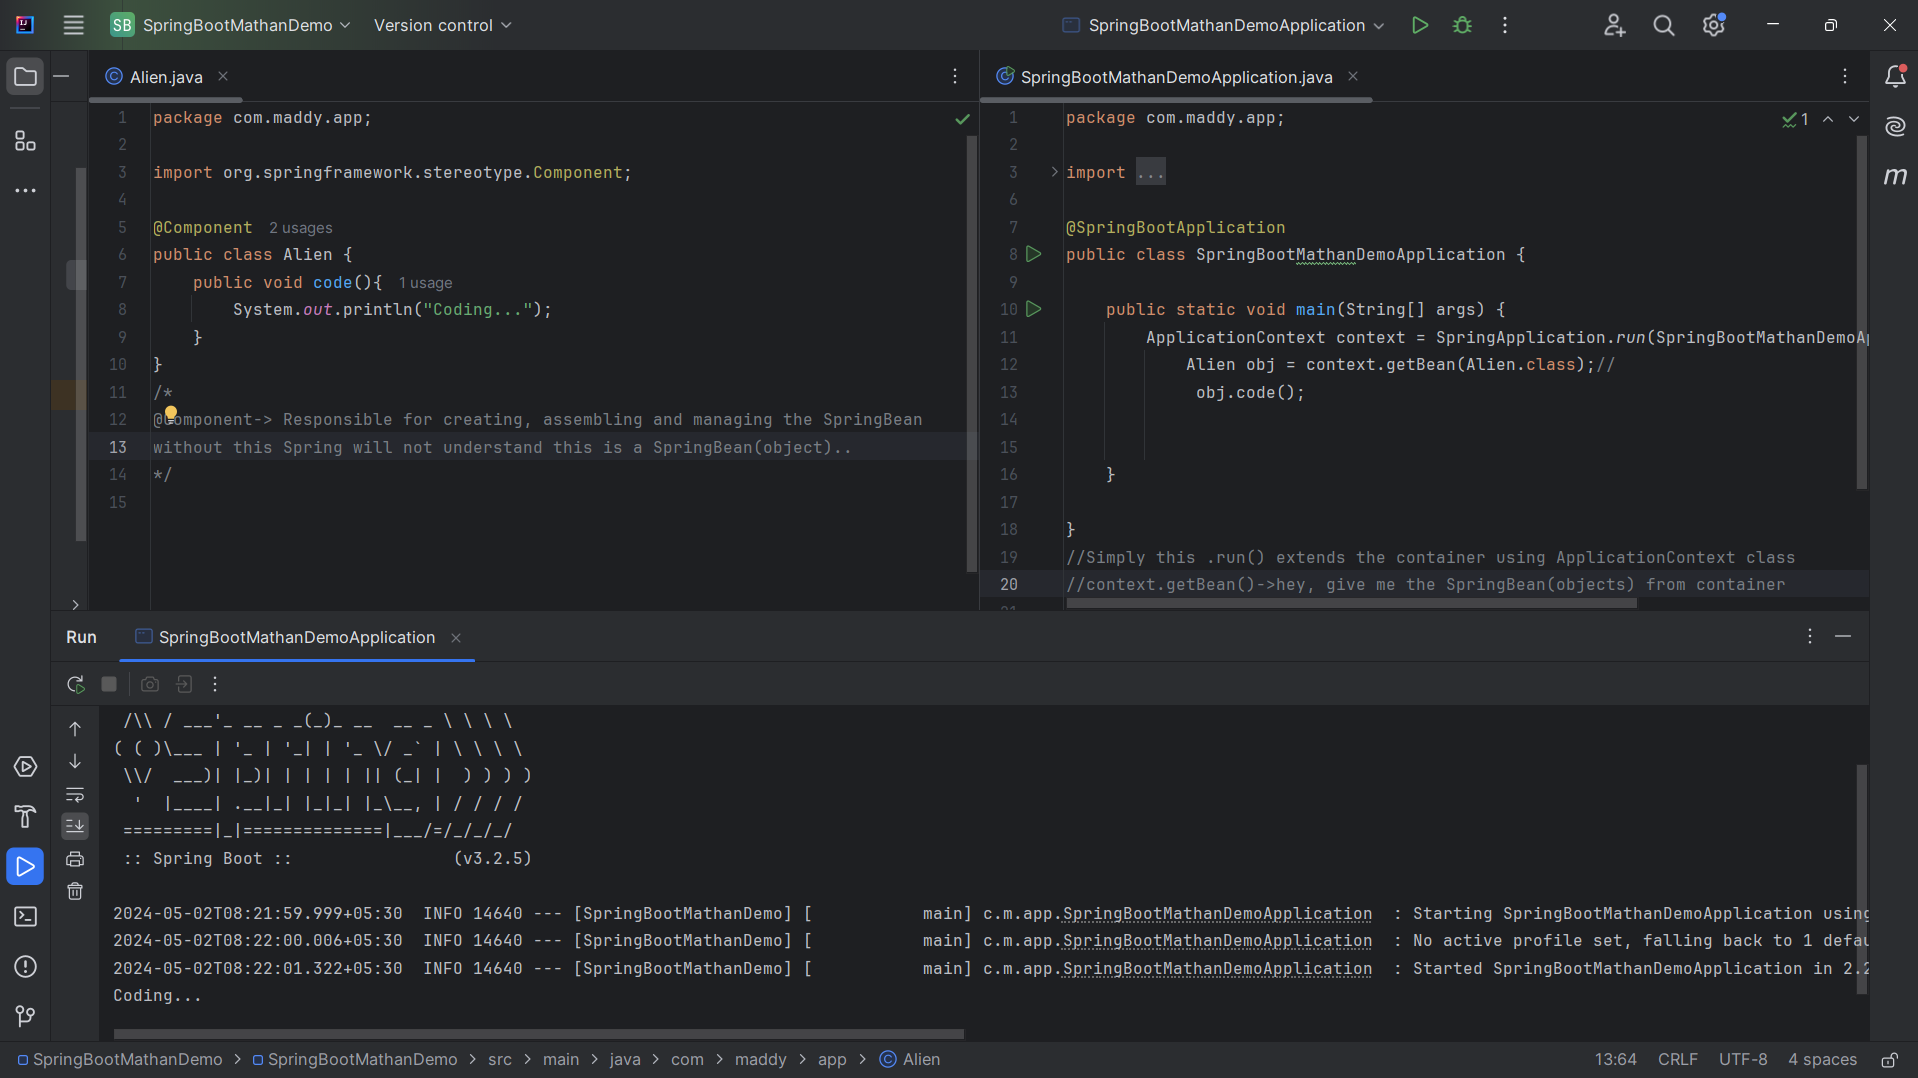 SB SpringBootMathanDemo Version control SpringBootMathanDemoApplication
Alien.java
1 package com.maddy.app;
2
3 import org.springframework.stereotype.Component;
4
5 @Component 2 usages
6 public class Alien {
7 public void code(){ 1 usage
8 System.out.println("Coding...");
9 }
10 }
11 /*
12 @Component-> Responsible for creating, assembling and managing the SpringBean
13 without this Spring will not understand this is a SpringBean(object)..
14 */
15
SpringBootMathanDemoApplication.java
1 package com.maddy.app;
2
3 import ...
6
7 @SpringBootApplication
8 public class SpringBootMathanDemoApplication {
9
10 public static void main(String[] args) {
11 ApplicationContext context = SpringApplication.run(SpringBootMathanDemoAp
12 Alien obj = context.getBean(Alien.class);//
13 obj.code();
14
15
16 }
17
18 }
19 //Simply this .run() extends the container using ApplicationContext class
20 //context.getBean()->hey, give me the SpringBean(objects) from container
1
m
Run SpringBootMathanDemoApplication
 /\\ / ___'_ __ _ _(_)_ __  __ _ \ \ \ \
( ( )\___ | '_ | '_| | '_ \/ _` | \ \ \ \
 \\/  ___)| |_)| | | | | || (_| |  ) ) ) )
  '  |____| .__|_| |_|_| |_\__, | / / / /
 =========|_|==============|___/=/_/_/_/
 :: Spring Boot ::                (v3.2.5)
2024-05-02T08:21:59.999+05:30  INFO 14640 --- [SpringBootMathanDemo] [           main] c.m.app.SpringBootMathanDemoApplication  : Starting SpringBootMathanDemoApplication using
2024-05-02T08:22:00.006+05:30  INFO 14640 --- [SpringBootMathanDemo] [           main] c.m.app.SpringBootMathanDemoApplication  : No active profile set, falling back to 1 defau
2024-05-02T08:22:01.322+05:30  INFO 14640 --- [SpringBootMathanDemo] [           main] c.m.app.SpringBootMathanDemoApplication  : Started SpringBootMathanDemoApplication in 2.2
Coding...
SpringBootMathanDemo > SpringBootMathanDemo > src > main > java > com > maddy > app > Alien 13:64 CRLF UTF-8 4 spaces